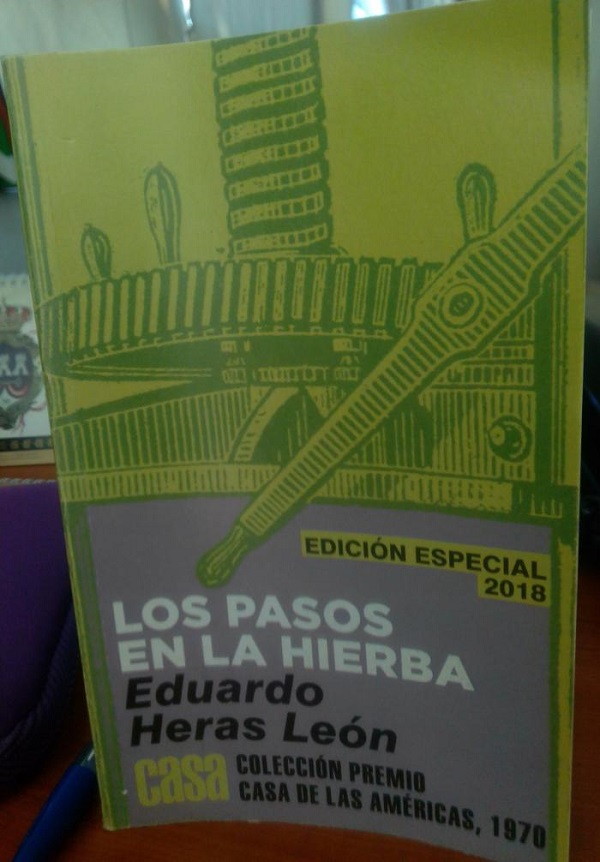 EDICIÓN ESPECIAL
2018
LOS PASOS
EN LA HIERBA
Eduardo
Heras León
casa
COLECCIÓN PREMIO
CASA DE LAS AMÉRICAS, 1970